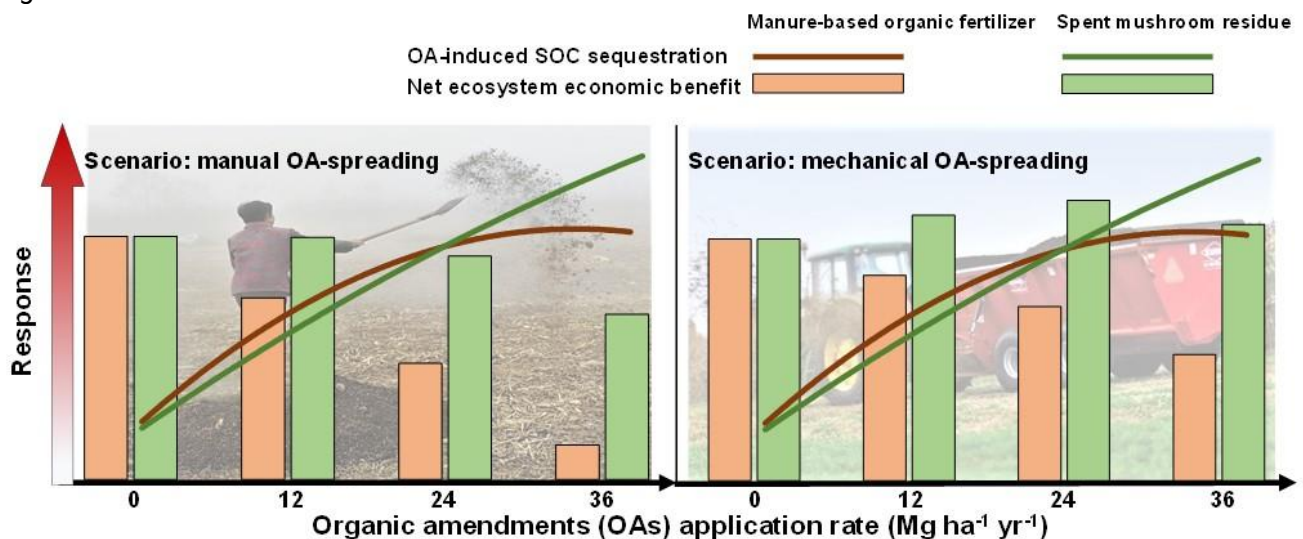 Manure-based organic fertilizer Spent mushroom residue
OA-induced SOC sequestration
Net ecosystem economic benefit
Scenario: manual OA-spreading Scenario: mechanical OA-spreading
Response
0 12 24 36 0 12 24 36
Organic amendments (OAs) application rate (Mg ha⁻¹ yr⁻¹)